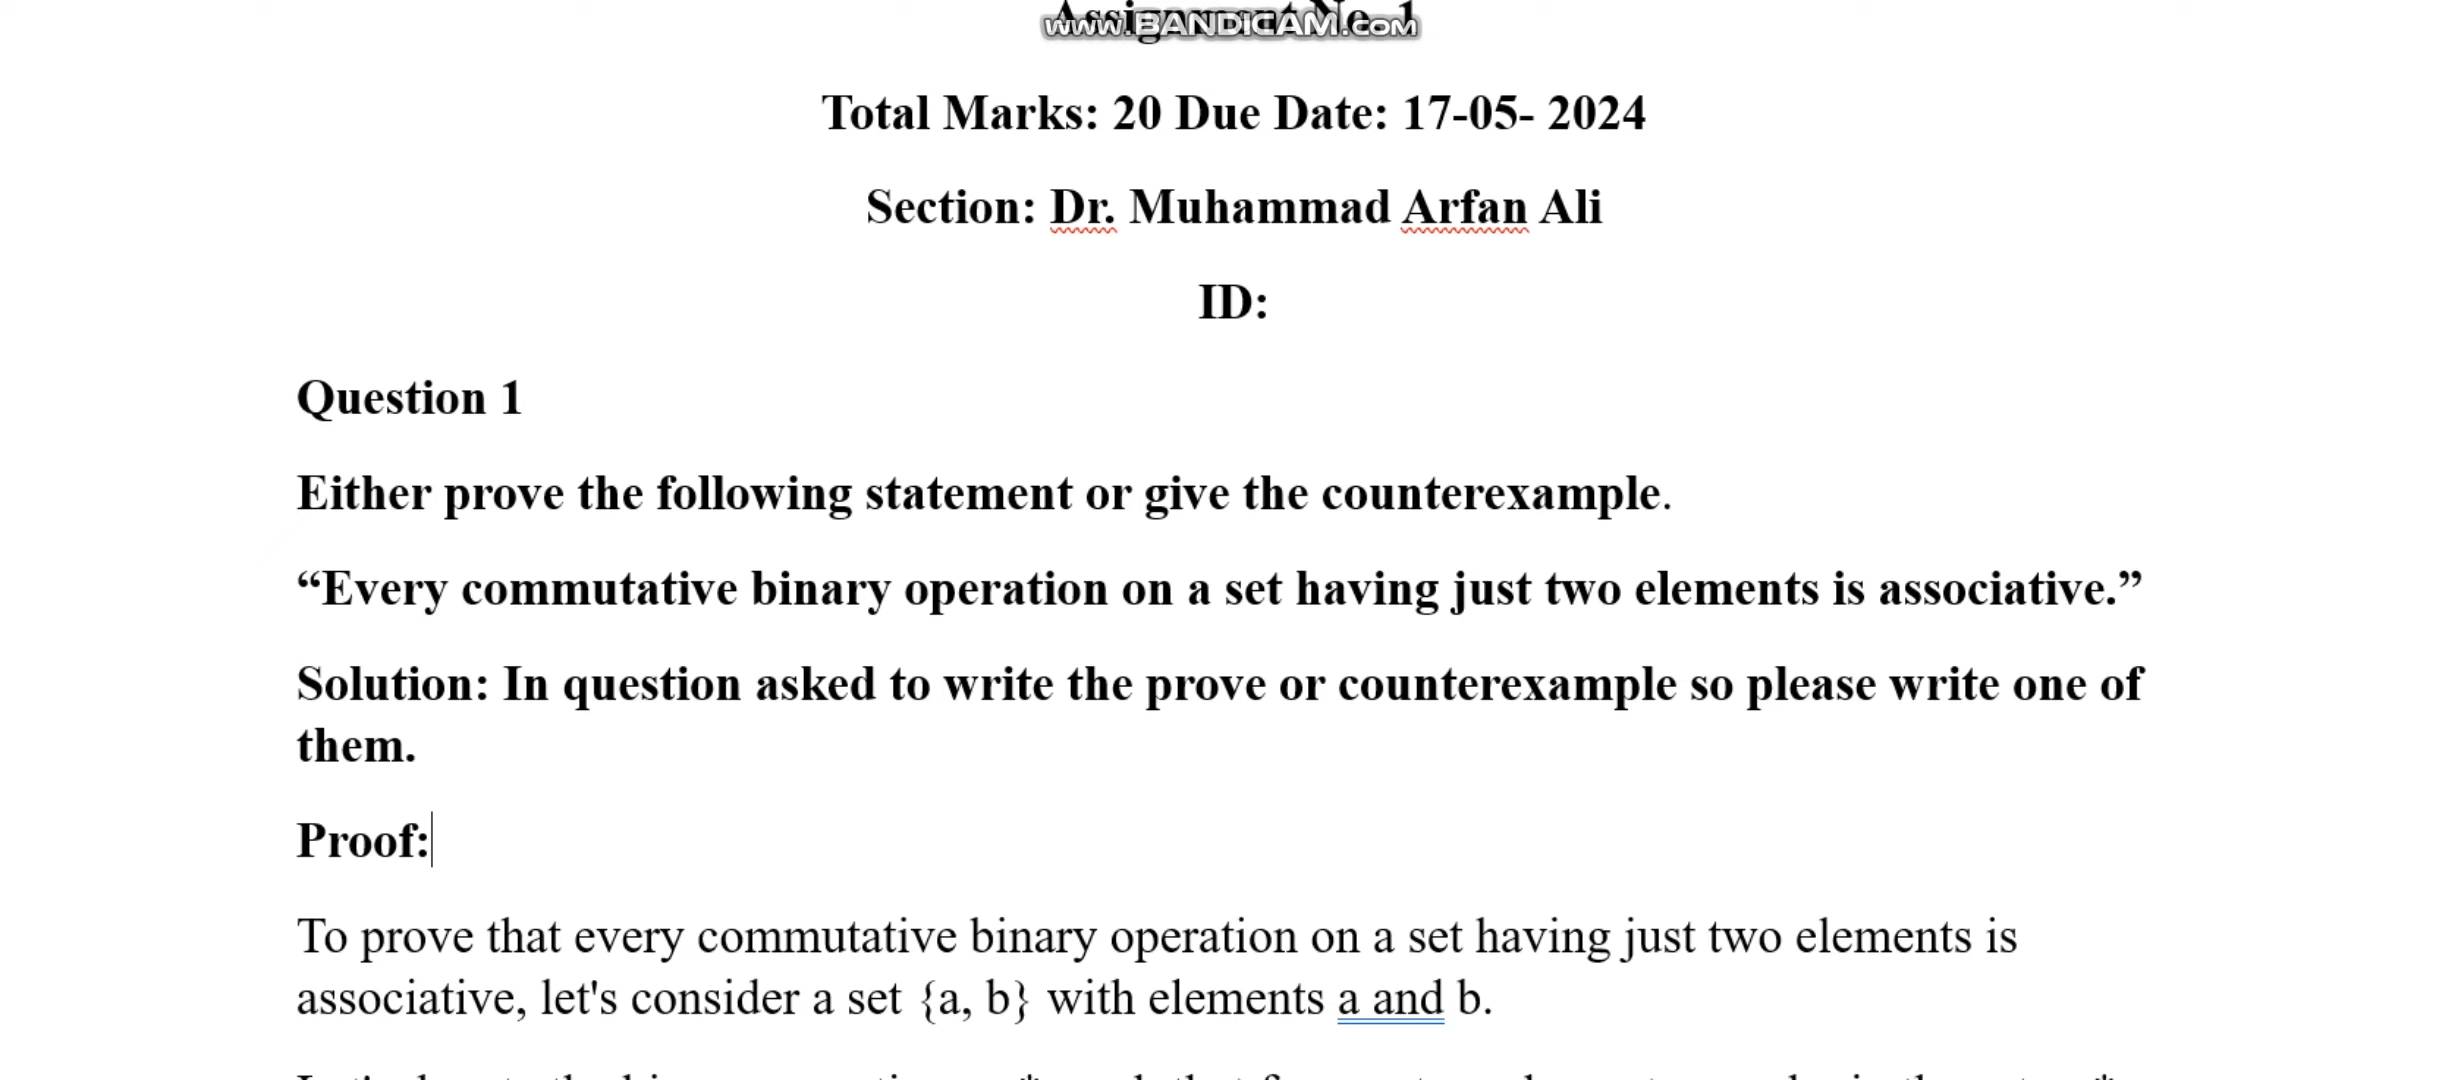 Assignment No. 1
www.BANDICAM.com
Total Marks: 20 Due Date: 17-05- 2024
Section: Dr. Muhammad Arfan Ali
ID:
Question 1
Either prove the following statement or give the counterexample.
“Every commutative binary operation on a set having just two elements is associative.”
Solution: In question asked to write the prove or counterexample so please write one of
them.
Proof:
To prove that every commutative binary operation on a set having just two elements is
associative, let's consider a set {a, b} with elements a and b.